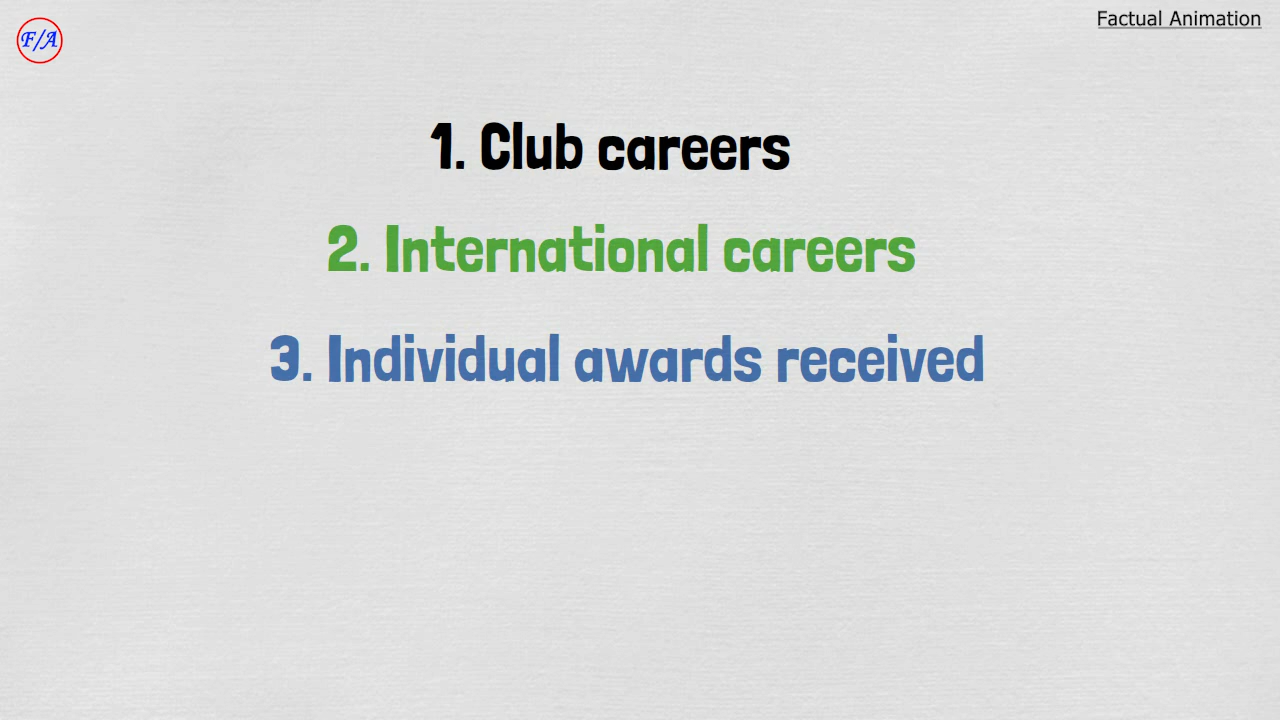 F/A
Factual Animation
1. Club careers
2. International careers
3. Individual awards received